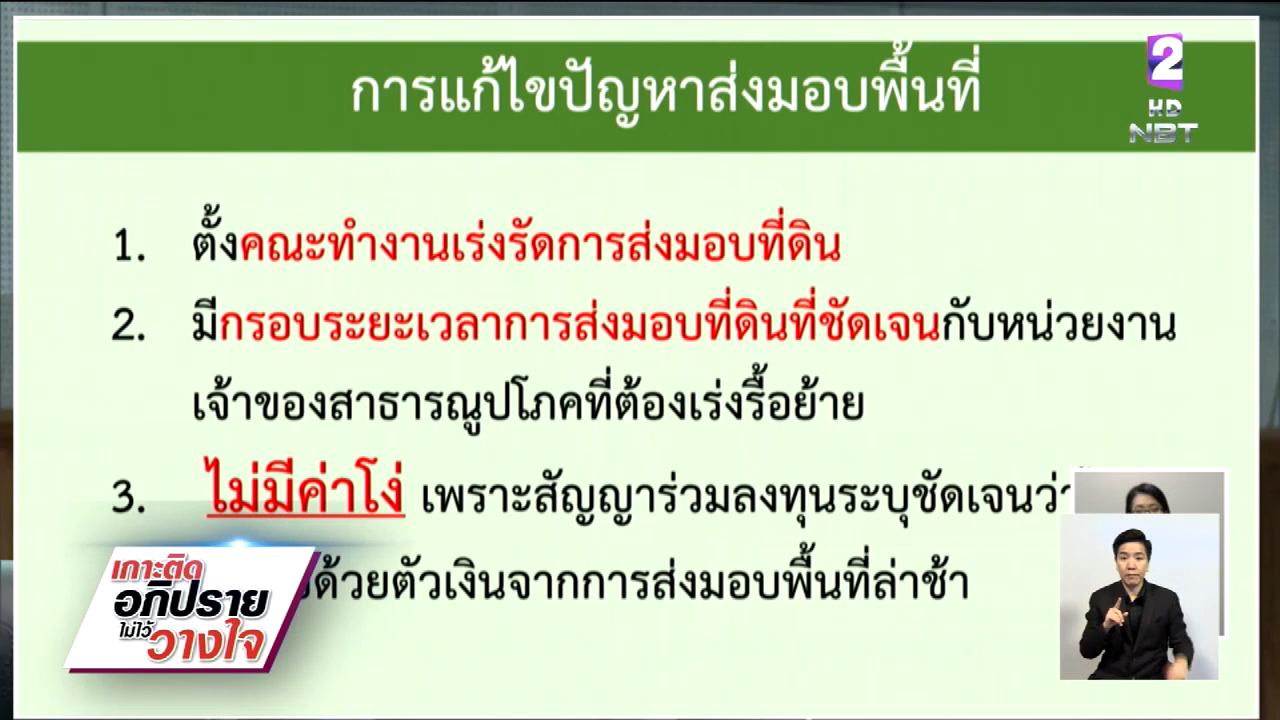 การแก้ไขปัญหาส่งมอบพื้นที่
2
HD
NBT
1. ตั้งคณะทำงานเร่งรัดการส่งมอบที่ดิน
2. มีกรอบระยะเวลาการส่งมอบที่ดินที่ชัดเจนกับหน่วยงาน
เจ้าของสาธารณูปโภคที่ต้องเร่งรื้อย้าย
3. ไม่มีค่าโง่ เพราะสัญญาร่วมลงทุนระบุชัดเจนว่า
ด้วยตัวเงินจากการส่งมอบพื้นที่ล่าช้า
เกาะติด
อภิปราย
ไม่ไว้วางใจ